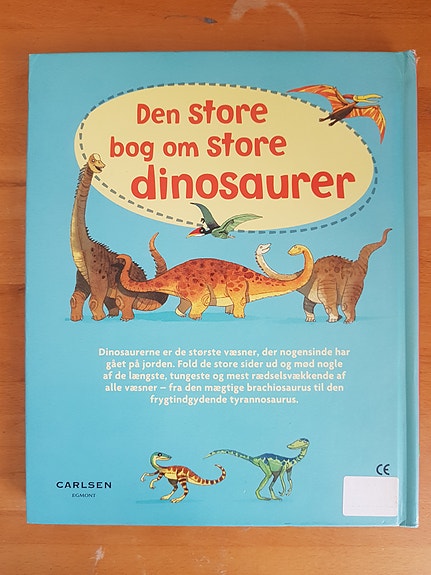 Den store
bog om store
dinosaurer
Dinosaurerne er de største væsner, der nogensinde har
gået på jorden. Fold de store sider ud og mød nogle
af de længste, tungeste og mest rædselsvækkende af
alle væsner – fra den mægtige brachiosaurus til den
frygtindgydende tyrannosaurus.
CE
CARLSEN
EGMONT